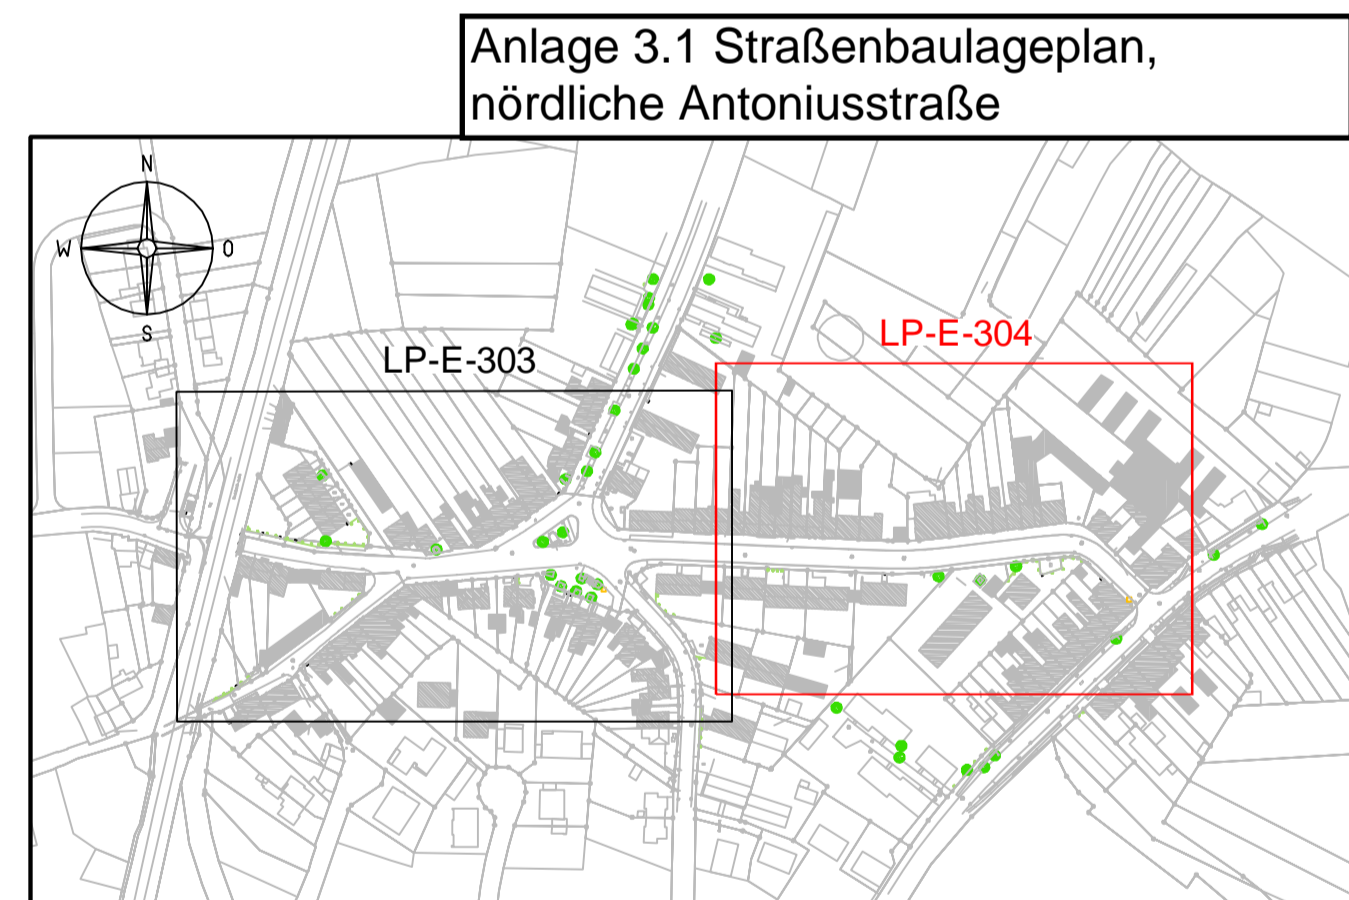 Anlage 3.1 Straßenbaulageplan,
nördliche Antoniusstraße
N
W
O
S
LP-E-303
LP-E-304